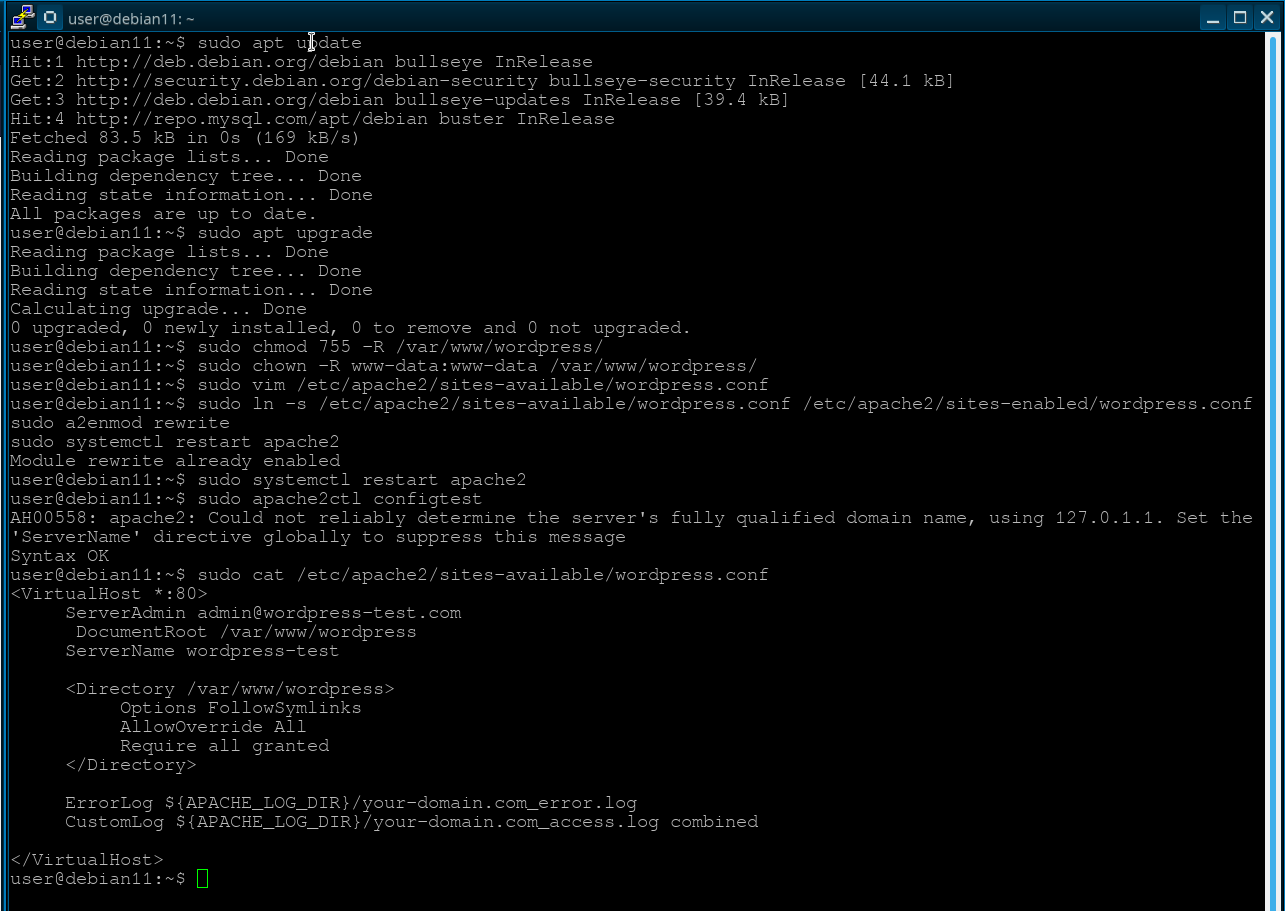 user@debian11: ~
user@debian11:~$ sudo apt update
Hit:1 http://deb.debian.org/debian bullseye InRelease
Get:2 http://security.debian.org/debian-security bullseye-security InRelease [44.1 kB]
Get:3 http://deb.debian.org/debian bullseye-updates InRelease [39.4 kB]
Hit:4 http://repo.mysql.com/apt/debian buster InRelease
Fetched 83.5 kB in 0s (169 kB/s)
Reading package lists... Done
Building dependency tree... Done
Reading state information... Done
All packages are up to date.
user@debian11:~$ sudo apt upgrade
Reading package lists... Done
Building dependency tree... Done
Reading state information... Done
Calculating upgrade... Done
0 upgraded, 0 newly installed, 0 to remove and 0 not upgraded.
user@debian11:~$ sudo chmod 755 -R /var/www/wordpress/
user@debian11:~$ sudo chown -R www-data:www-data /var/www/wordpress/
user@debian11:~$ sudo vim /etc/apache2/sites-available/wordpress.conf
user@debian11:~$ sudo ln -s /etc/apache2/sites-available/wordpress.conf /etc/apache2/sites-enabled/wordpress.conf
sudo a2enmod rewrite
sudo systemctl restart apache2
Module rewrite already enabled
user@debian11:~$ sudo systemctl restart apache2
user@debian11:~$ sudo apache2ctl configtest
AH00558: apache2: Could not reliably determine the server's fully qualified domain name, using 127.0.1.1. Set the
'ServerName' directive globally to suppress this message
Syntax OK
user@debian11:~$ sudo cat /etc/apache2/sites-available/wordpress.conf
<VirtualHost *:80>
     ServerAdmin admin@wordpress-test.com
      DocumentRoot /var/www/wordpress
     ServerName wordpress-test

     <Directory /var/www/wordpress>
          Options FollowSymlinks
          AllowOverride All
          Require all granted
     </Directory>

     ErrorLog ${APACHE_LOG_DIR}/your-domain.com_error.log
     CustomLog ${APACHE_LOG_DIR}/your-domain.com_access.log combined

</VirtualHost>
user@debian11:~$